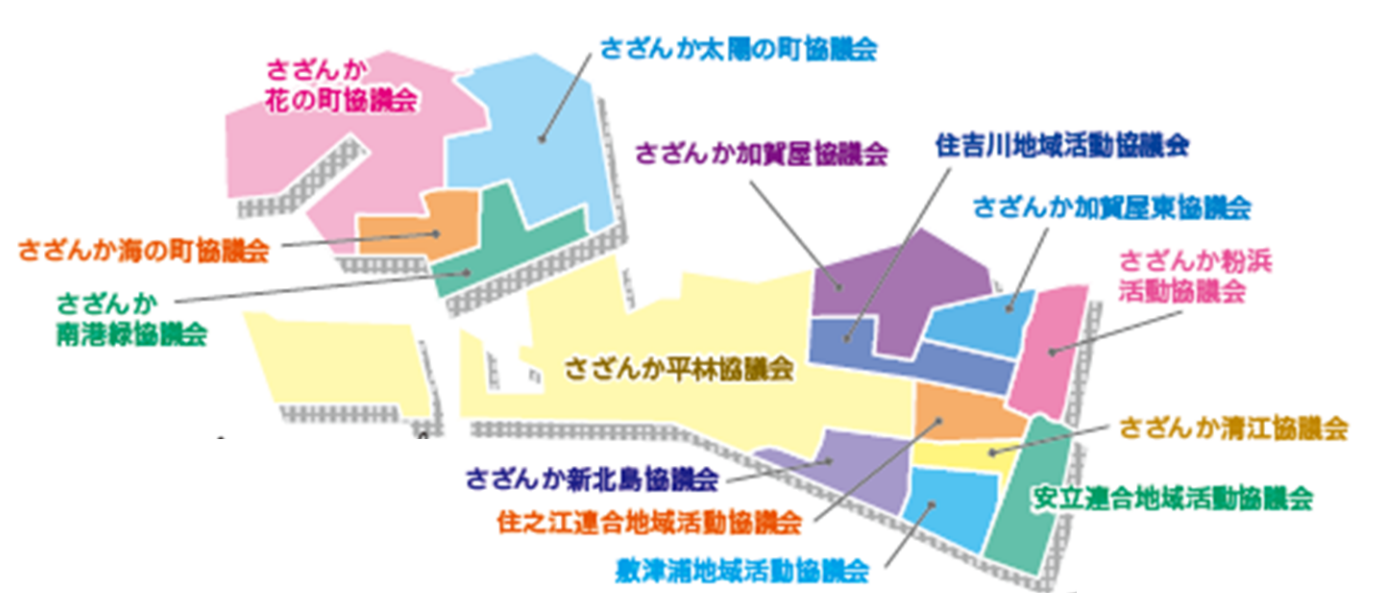 さざんか太陽の町協議会
さざんか
花の町協議会
さざんか加賀屋協議会
住吉川地域活動協議会
さざんか加賀屋東協議会
さざんか海の町協議会
さざんか粉浜
活動協議会
さざんか
南港緑協議会
さざんか平林協議会
さざんか清江協議会
さざんか新北島協議会
安立連合地域活動協議会
住之江連合地域活動協議会
敷津浦地域活動協議会